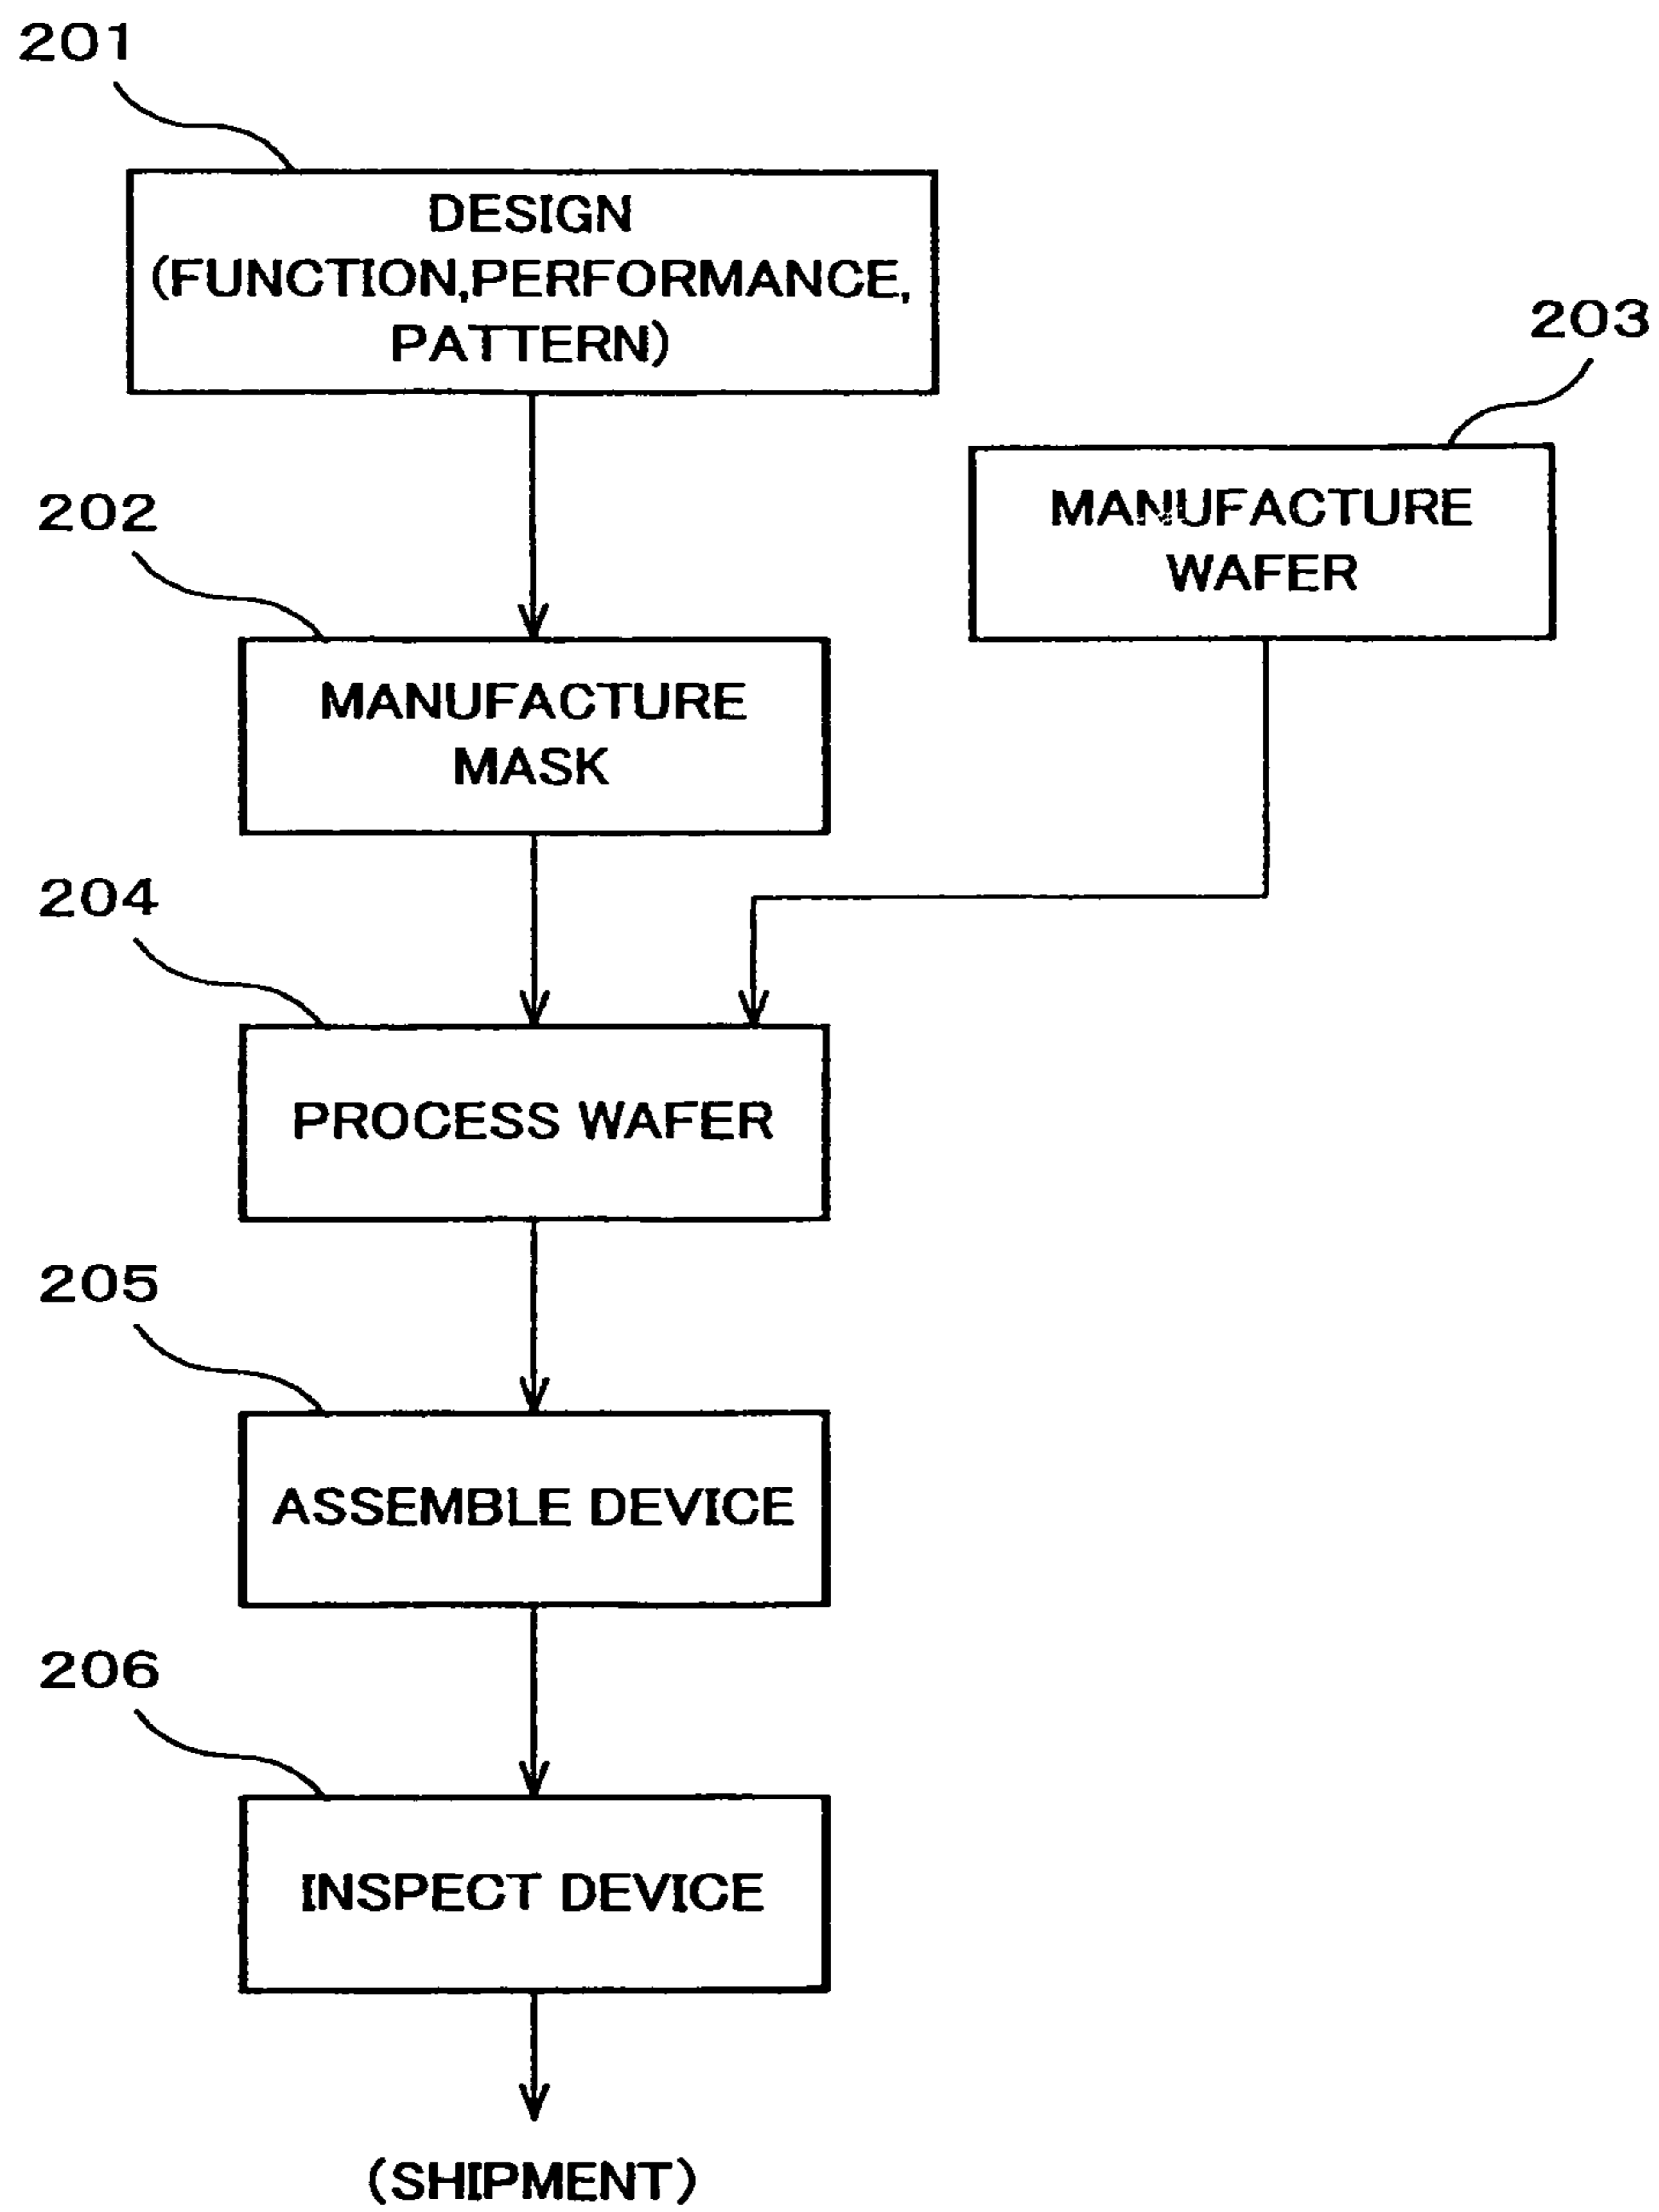 201
DESIGN
(FUNCTION,PERFORMANCE,
PATTERN)
203
MANUFACTURE
WAFER
202
MANUFACTURE
MASK
204
PROCESS WAFER
205
ASSEMBLE DEVICE
206
INSPECT DEVICE
(SHIPMENT)